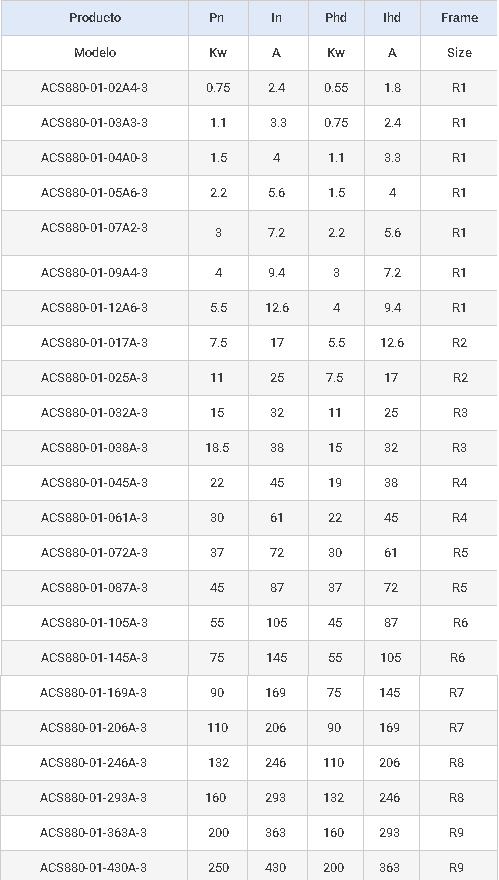 Producto Pn In Phd Ihd Frame
Modelo Kw A Kw A Size
ACS880-01-02A4-3 0.75 2.4 0.55 1.8 R1
ACS880-01-03A3-3 1.1 3.3 0.75 2.4 R1
ACS880-01-04A0-3 1.5 4 1.1 3.3 R1
ACS880-01-05A6-3 2.2 5.6 1.5 4 R1
ACS880-01-07A2-3 3 7.2 2.2 5.6 R1
ACS880-01-09A4-3 4 9.4 3 7.2 R1
ACS880-01-12A6-3 5.5 12.6 4 9.4 R1
ACS880-01-017A-3 7.5 17 5.5 12.6 R2
ACS880-01-025A-3 11 25 7.5 17 R2
ACS880-01-032A-3 15 32 11 25 R3
ACS880-01-038A-3 18.5 38 15 32 R3
ACS880-01-045A-3 22 45 19 38 R4
ACS880-01-061A-3 30 61 22 45 R4
ACS880-01-072A-3 37 72 30 61 R5
ACS880-01-087A-3 45 87 37 72 R5
ACS880-01-105A-3 55 105 45 87 R6
ACS880-01-145A-3 75 145 55 105 R6
ACS880-01-169A-3 90 169 75 145 R7
ACS880-01-206A-3 110 206 90 169 R7
ACS880-01-246A-3 132 246 110 206 R8
ACS880-01-293A-3 160 293 132 246 R8
ACS880-01-363A-3 200 363 160 293 R9
ACS880-01-430A-3 250 430 200 363 R9